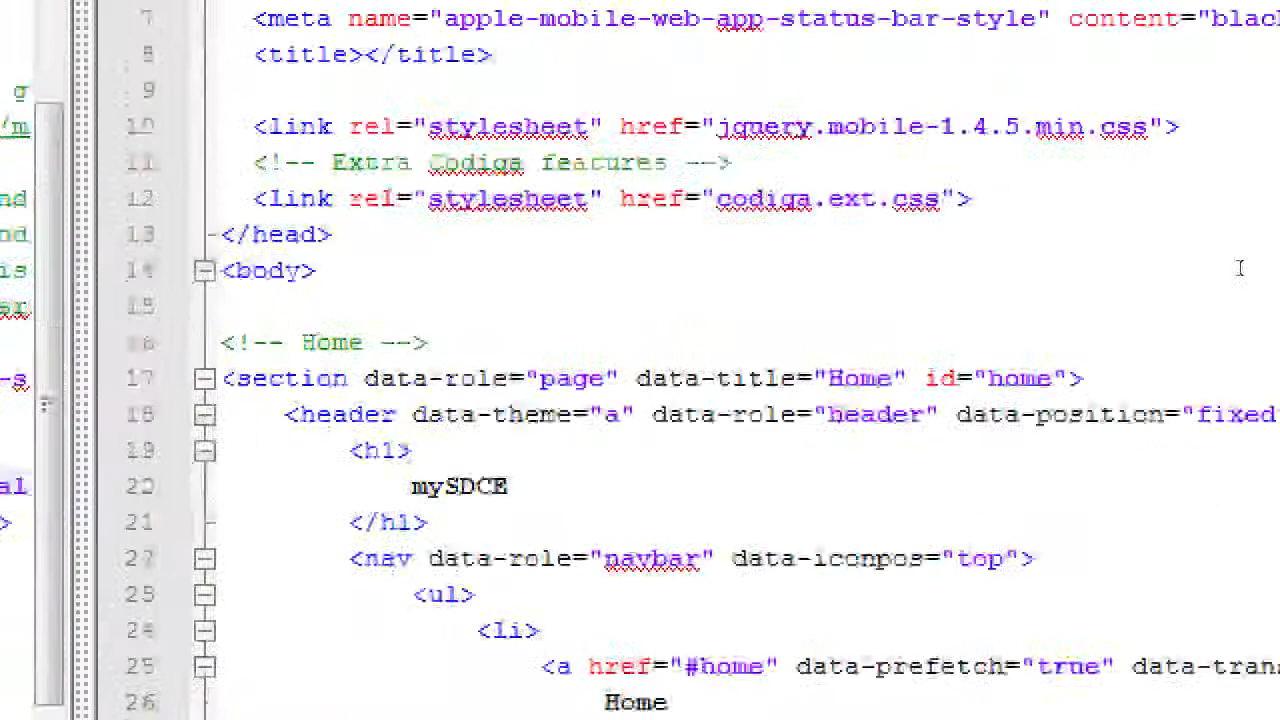 7 <meta name="apple-mobile-web-app-status-bar-style" content="black
8 <title></title>
9
10 <link rel="stylesheet" href="jquery.mobile-1.4.5.min.css">
11 <!-- Extra Codiqa features -->
12 <link rel="stylesheet" href="codiqa.ext.css">
13 </head>
14 <body>
15
16 <!-- Home -->
17 <section data-role="page" data-title="Home" id="home">
18 <header data-theme="a" data-role="header" data-position="fixed"
19 <h1>
20 mySDCE
21 </h1>
22 <nav data-role="navbar" data-iconpos="top">
23 <ul>
24 <li>
25 <a href="#home" data-prefetch="true" data-tran
26 Home